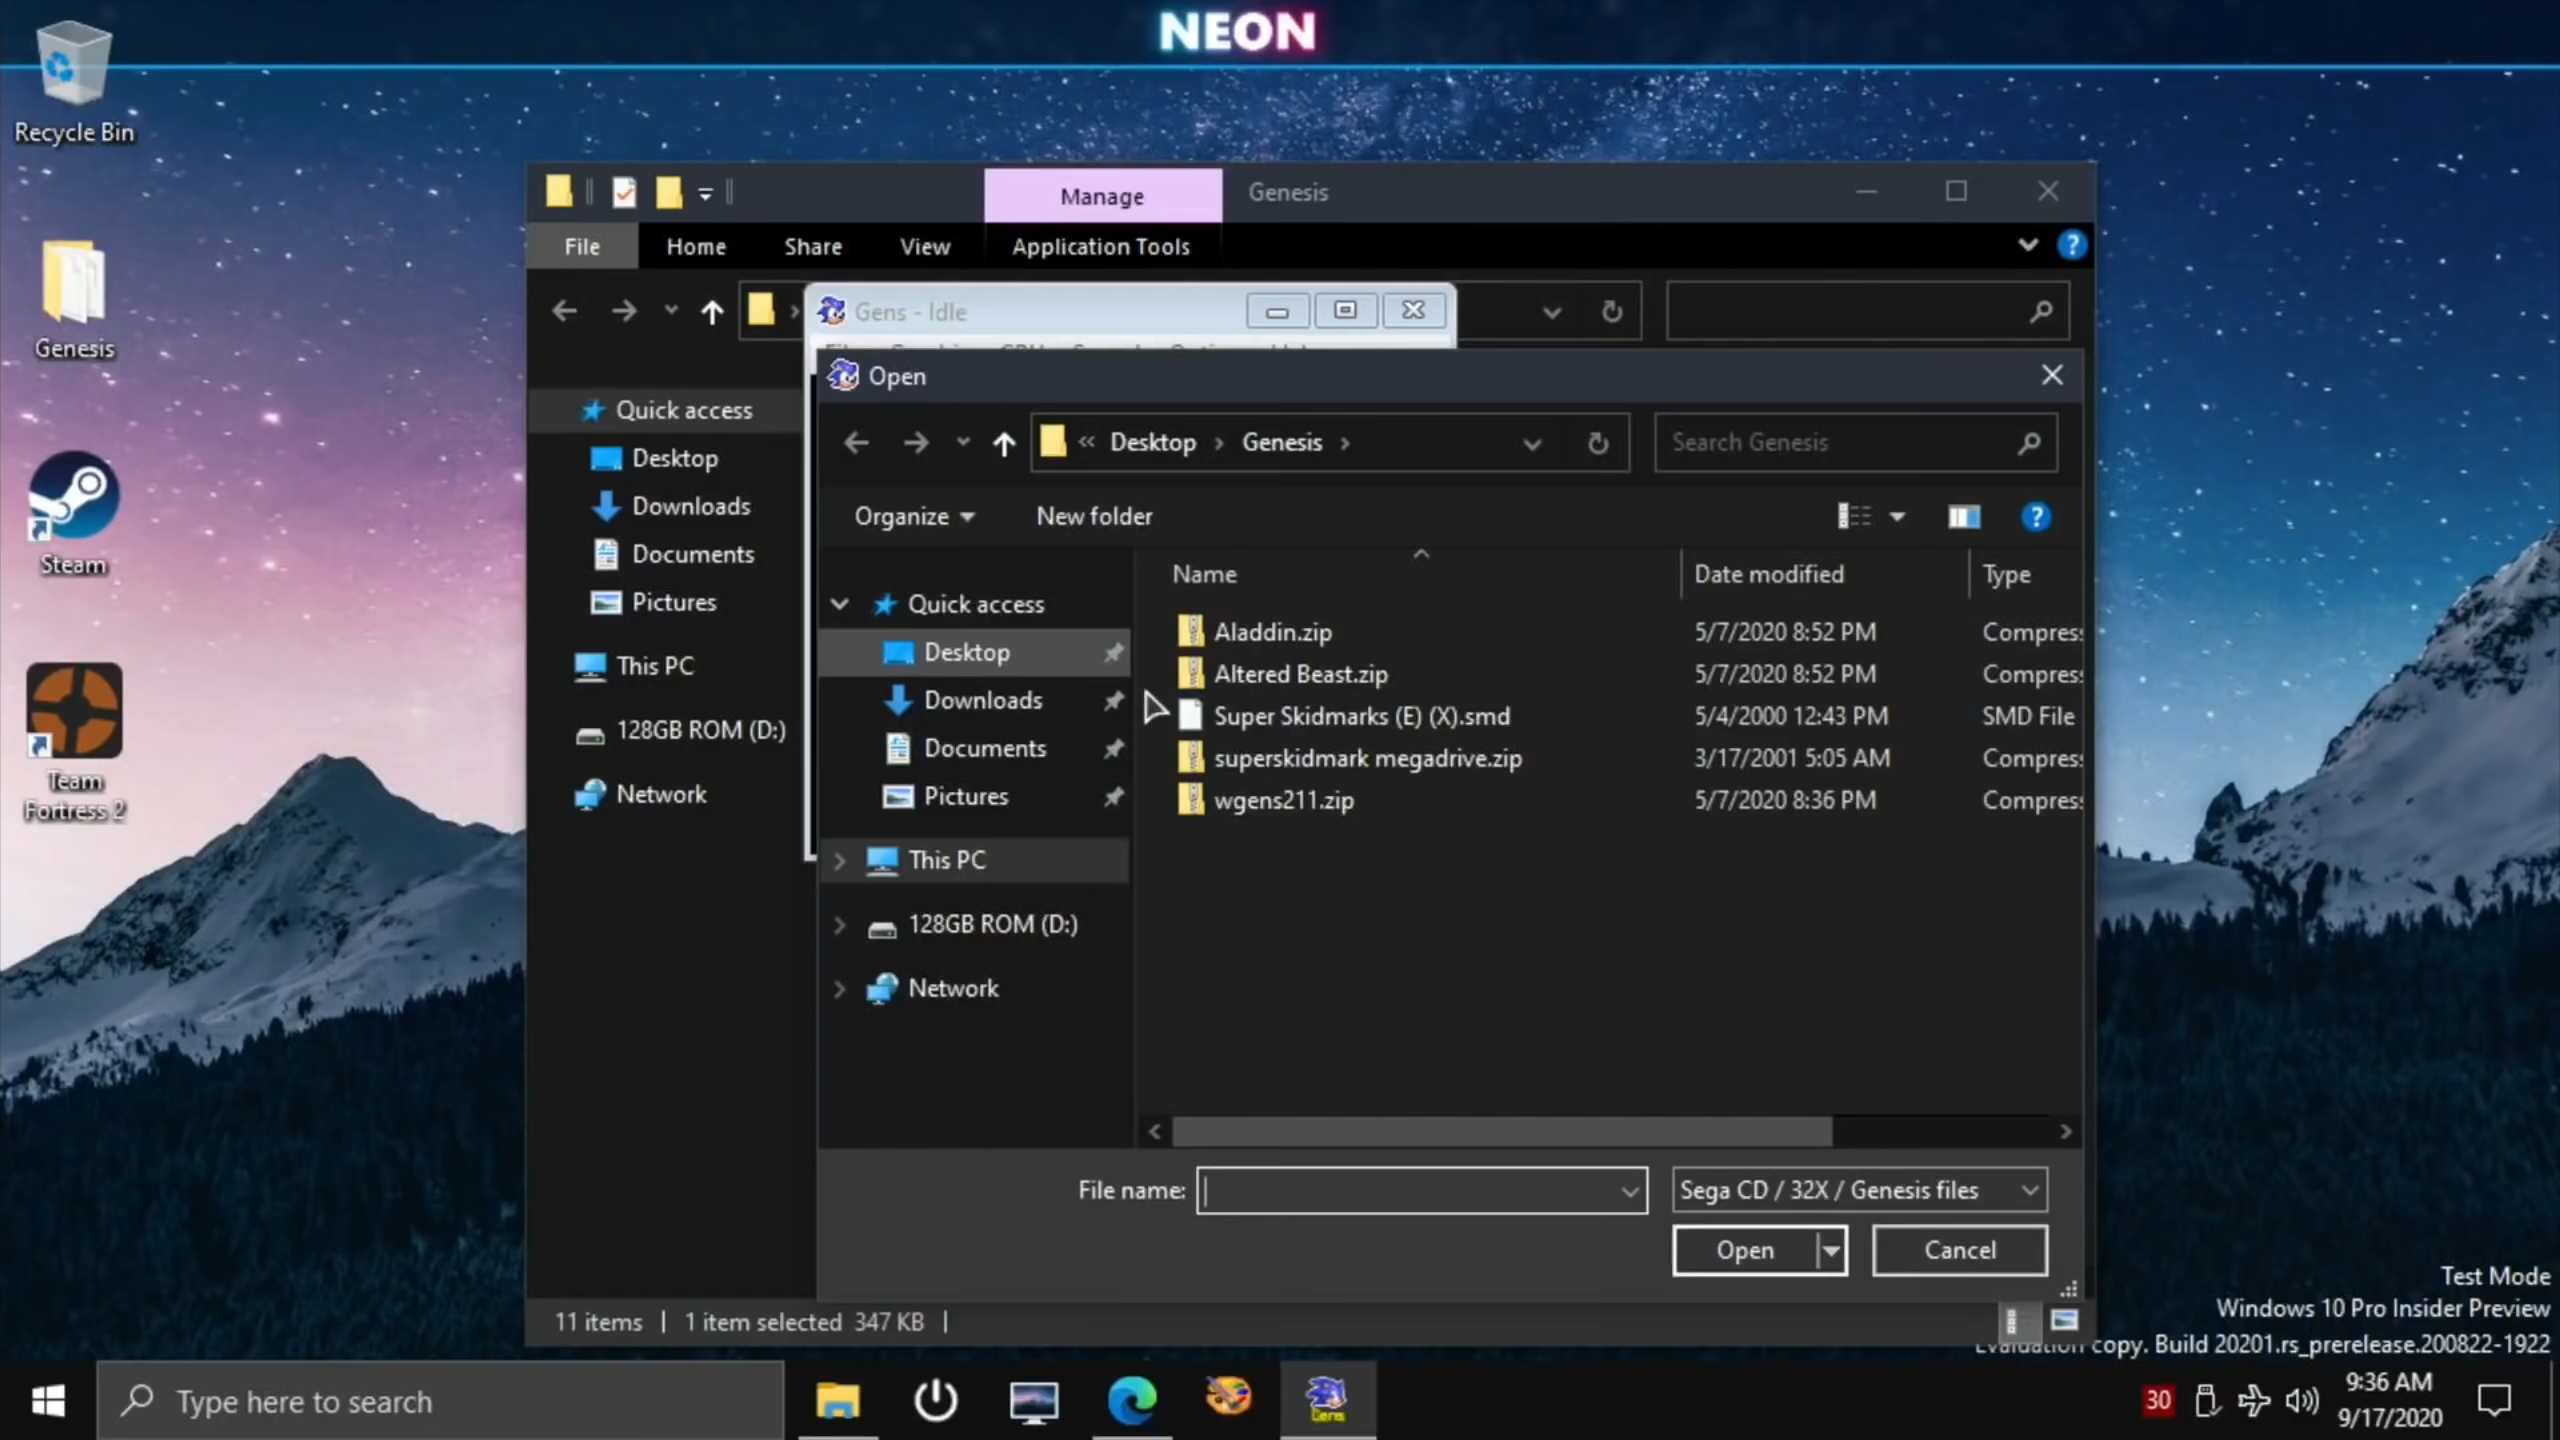 NEON
Recycle Bin
Genesis
Steam
Team
Fortress 2
Manage
Genesis
File
Home
Share
View
Application Tools
Gens - Idle
Quick access
Desktop
Downloads
Documents
Pictures
This PC
128GB ROM (D:)
Network
Open
Desktop
Genesis
Search Genesis
Organize
New folder
Quick access
Desktop
Downloads
Documents
Pictures
This PC
128GB ROM (D:)
Network
Name
Date modified
Type
Aladdin.zip
5/7/2020 8:52 PM
Compres
Altered Beast.zip
5/7/2020 8:52 PM
Compres
Super Skidmarks (E) (X).smd
5/4/2000 12:43 PM
SMD File
superskidmark megadrive.zip
3/17/2001 5:05 AM
Compres
wgens211.zip
5/7/2020 8:36 PM
Compres
File name:
Sega CD / 32X / Genesis files
Open
Cancel
11 items
1 item selected 347 KB
Test Mode
Windows 10 Pro Insider Preview
Evaluation copy. Build 20201.rs_prerelease.200822-1922
Type here to search
Gens
30
9:36 AM
9/17/2020